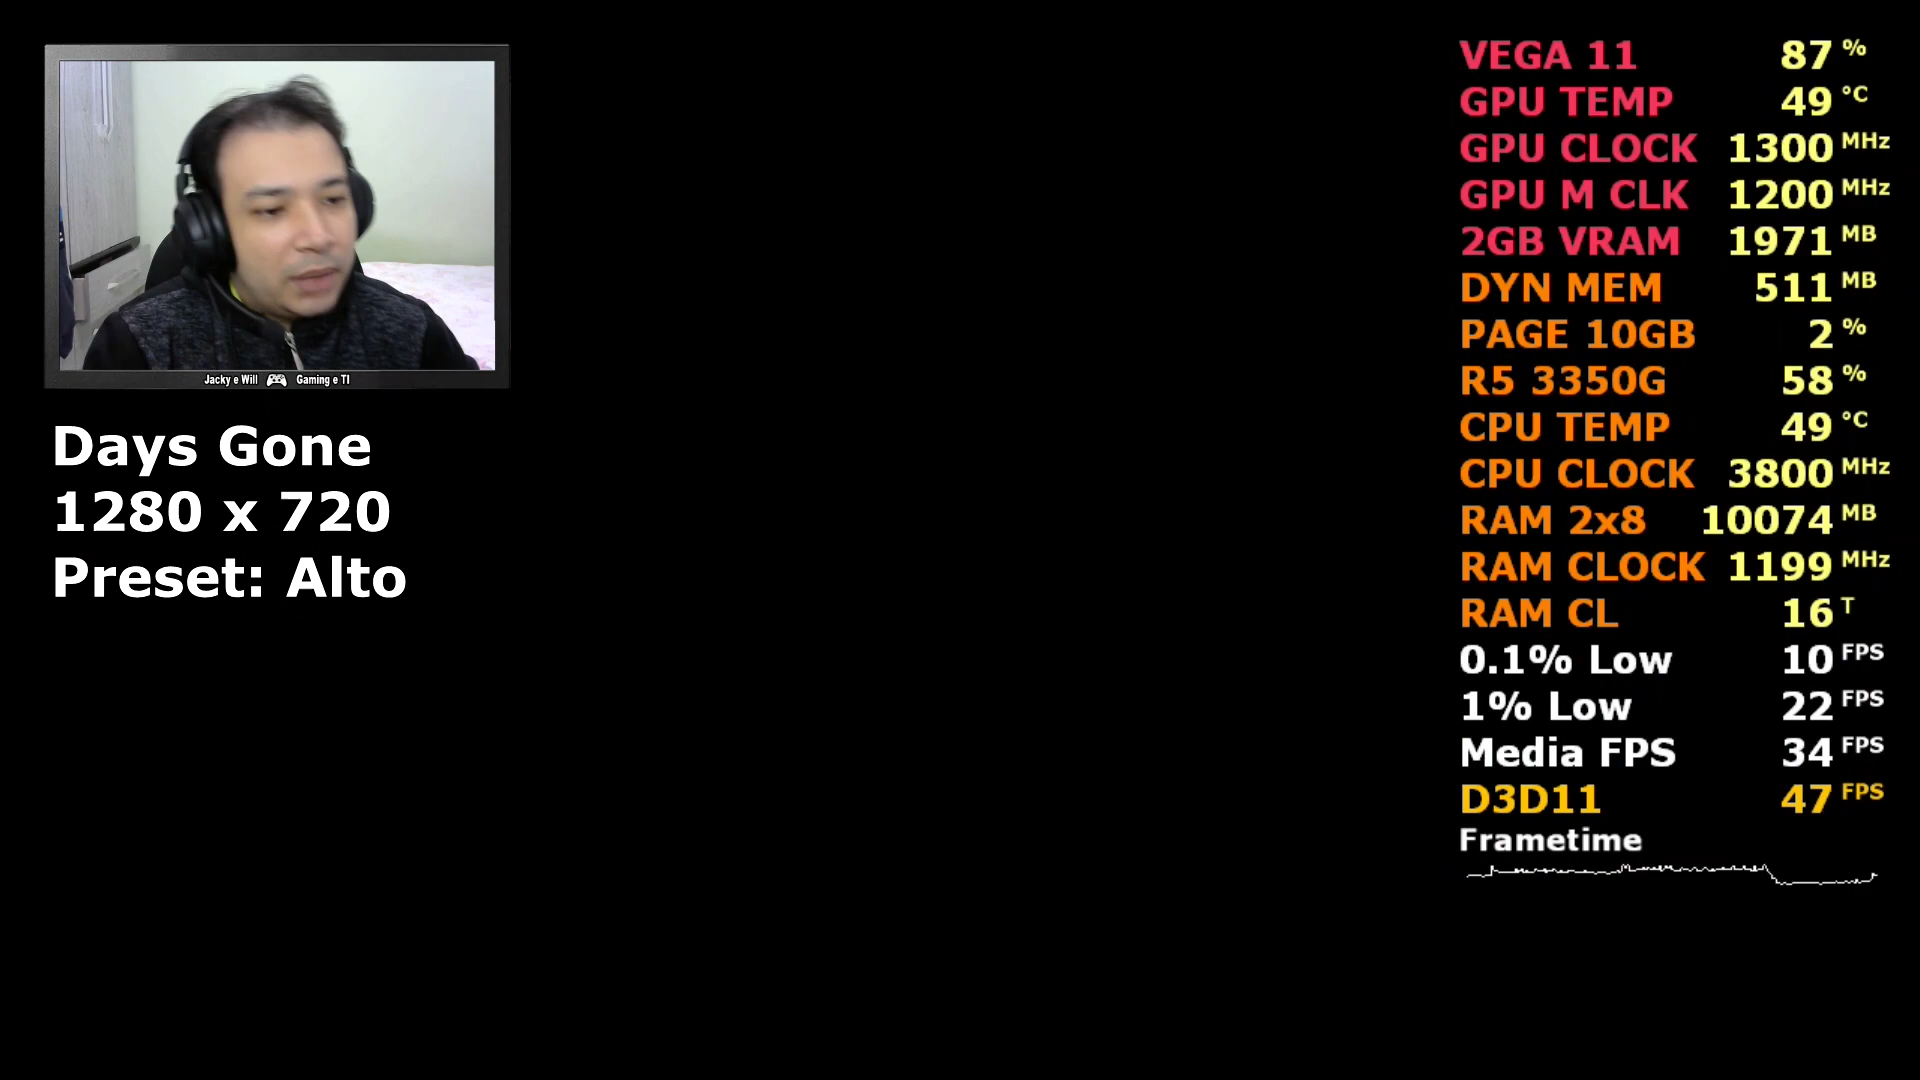 Jacky e Will Gaming e TI
Days Gone
1280 x 720
Preset: Alto
VEGA 11 87 %
GPU TEMP 49 °C
GPU CLOCK 1300 MHz
GPU M CLK 1200 MHz
2GB VRAM 1971 MB
DYN MEM 511 MB
PAGE 10GB 2 %
R5 3350G 58 %
CPU TEMP 49 °C
CPU CLOCK 3800 MHz
RAM 2x8 10074 MB
RAM CLOCK 1199 MHz
RAM CL 16 T
0.1% Low 10 FPS
1% Low 22 FPS
Media FPS 34 FPS
D3D11 47 FPS
Frametime